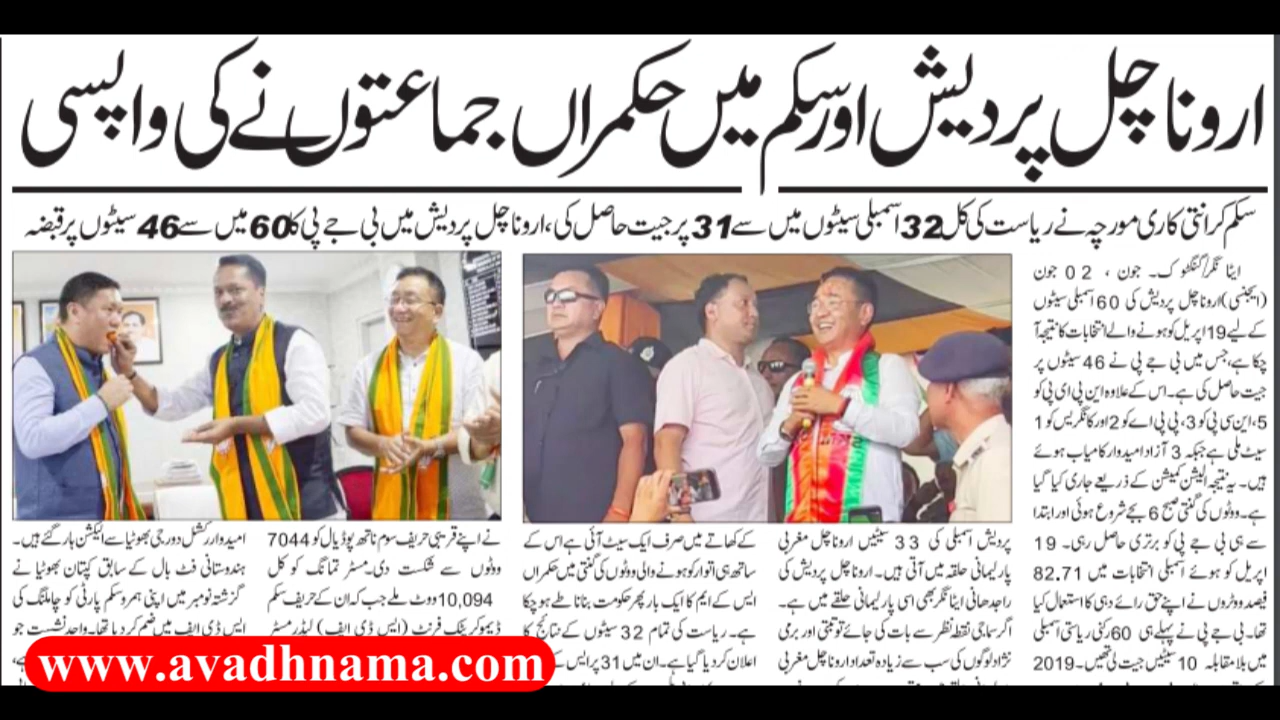 اروناچل پردیش اور سکم میں حکمراں جماعتوں نے کی واپسی
سکم کرانتی کاری مورچہ نے ریاست کی کل 32 اسمبلی سیٹوں میں سے 31 پر جیت حاصل کی، اروناچل پردیش میں بی جے پی کا 60 میں سے 46 سیٹوں پر قبضہ
ایٹا نگر/گنگٹوک۔ جون ، 02 جون
(ایجنسی) اروناچل پردیش کی 60 اسمبلی سیٹوں
کے لیے 19 اپریل کو ہونے والے انتخابات کا نتیجہ آ
چکا ہے، جس میں بی جے پی نے 46 سیٹوں پر
جیت حاصل کی ہے۔ اس کے علاوہ این پی ای پی کو
5، این سی پی کو 3، پی پی اے کو 2 اور کانگریس کو 1
سیٹ ملی ہے جبکہ 3 آزاد امیدوار کامیاب ہوئے
ہیں۔ یہ نتیجہ الیکشن کمیشن کے ذریعے جاری کیا گیا
ہے۔ ووٹوں کی گنتی صبح 6 بجے شروع ہوئی اور ابتدا
سے ہی بی جے پی کو برتری حاصل رہی۔ 19
اپریل کو ہوئے اسمبلی انتخابات میں 82.71
فیصد ووٹروں نے اپنے حق رائے دہی کا استعمال کیا
تھا۔ بی جے پی نے پہلے ہی 60 رکنی ریاستی اسمبلی
میں بلا مقابلہ 10 سیٹیں جیت لی تھیں۔ 2019
پردیش اسمبلی کی 33 سیٹیں اروناچل مغربی
پارلیمانی حلقہ میں آتی ہیں۔ اروناچل پردیش کی
راجدھانی ایٹا نگر بھی اسی پارلیمانی حلقے میں ہے۔
اگر سماجی نقطہ نظر سے بات کی جائے تو تبتی اور برمی
نژاد لوگوں کی سب سے زیادہ تعداد اروناچل مغربی
کے کھاتے میں صرف ایک سیٹ آئی ہے اس کے
ساتھ ہی اتوار کو ہونے والی ووٹوں کی گنتی میں حکمراں
ایس کے ایم کا ایک بار پھر حکومت بنانا طے ہو چکا
ہے۔ ریاست کی تمام 32 سیٹوں کے نتائج کا
اعلان کر دیا گیا ہے۔ ان میں 31 پر ایس کے
نے اپنے قریبی حریف سوم ناتھ پوڈیال کو 7044
ووٹوں سے شکست دی۔ مسٹر تمانگ کو کل
10,094 ووٹ ملے جب کہ ان کے حریف سکم
ڈیموکریٹک فرنٹ (ایس ڈی ایف) لیڈر مسٹر
امیدوار رکشل دورجی بھوٹیا سے الیکشن ہار گئے ہیں۔
ہندوستانی فٹ بال کے سابق کپتان بھوٹیا نے
گزشتہ نومبر میں اپنی ہمرو سکم پارٹی کو چاملنگ کی
ایس ڈی ایف میں ضم کر دیا تھا۔ واحد نشست جو
www.avadhnama.com